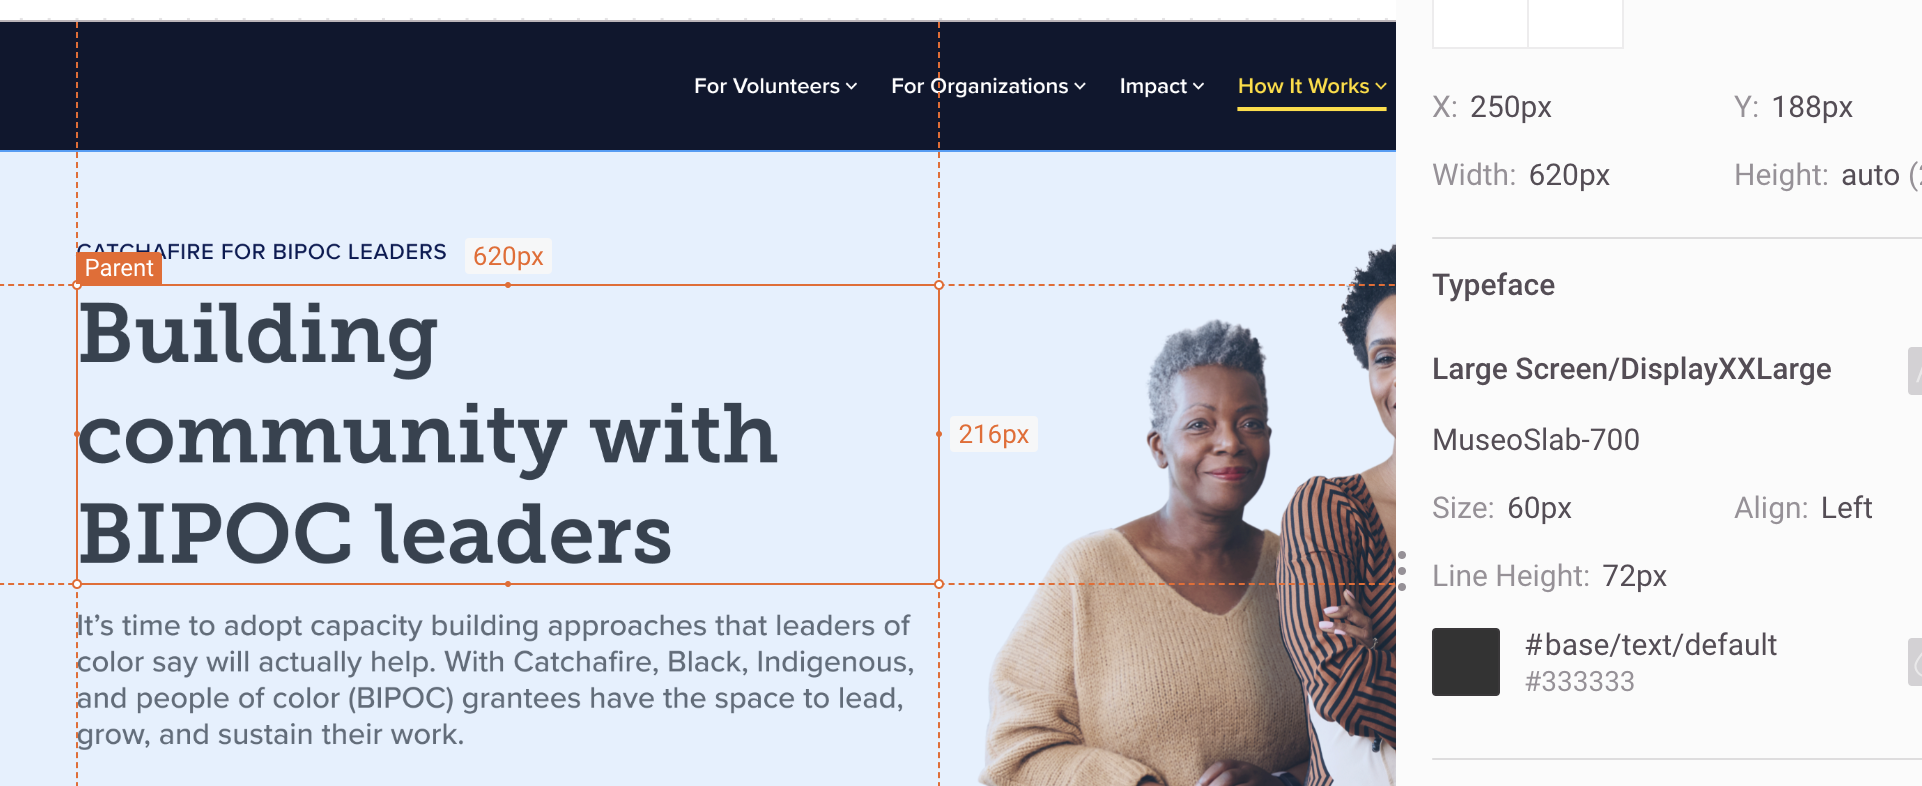 For Volunteers For Organizations Impact How It Works
CATCHAFIRE FOR BIPOC LEADERS
620px
Parent
Building
community with
BIPOC leaders
216px
It’s time to adopt capacity building approaches that leaders of
color say will actually help. With Catchafire, Black, Indigenous,
and people of color (BIPOC) grantees have the space to lead,
grow, and sustain their work.
X: 250px Y: 188px
Width: 620px Height: auto
Typeface
Large Screen/DisplayXXLarge
MuseoSlab-700
Size: 60px Align: Left
Line Height: 72px
#base/text/default
#333333